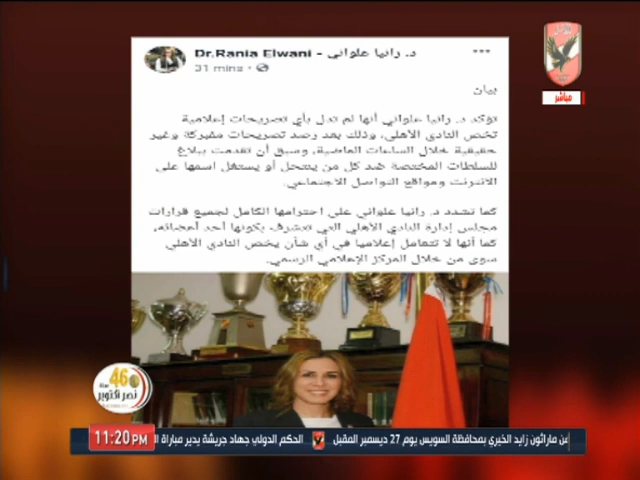 Dr.Rania Elwani - د. رانيا علواني
31 mins
مباشر
بيان
تؤكد د. رانيا علواني أنها لم تدل بأي تصريحات إعلامية
تخص النادي الأهلي، وذلك بعد رصد تصريحات مفبركة وغير
حقيقية خلال الساعات الماضية، وسبق أن تقدمت ببلاغ
للسلطات المختصة ضد كل من ينتحل أو يستغل اسمها على
الانترنت ومواقع التواصل الاجتماعي.
كما تشدد د. رانيا علواني على احترامها الكامل لجميع قرارات
مجلس إدارة النادي الأهلي التي تتشرف بكونها أحد أعضائه،
كما أنها لا تتعامل إعلاميا في أي شأن يخص النادي الأهلي
سوى من خلال المركز الإعلامي الرسمي.
46 سنة
نصر أكتوبر
11:20 PM
عن ماراثون زايد الخيري بمحافظة السويس يوم 27 ديسمبر المقبل
الحكم الدولي جهاد جريشة يدير مباراة ال